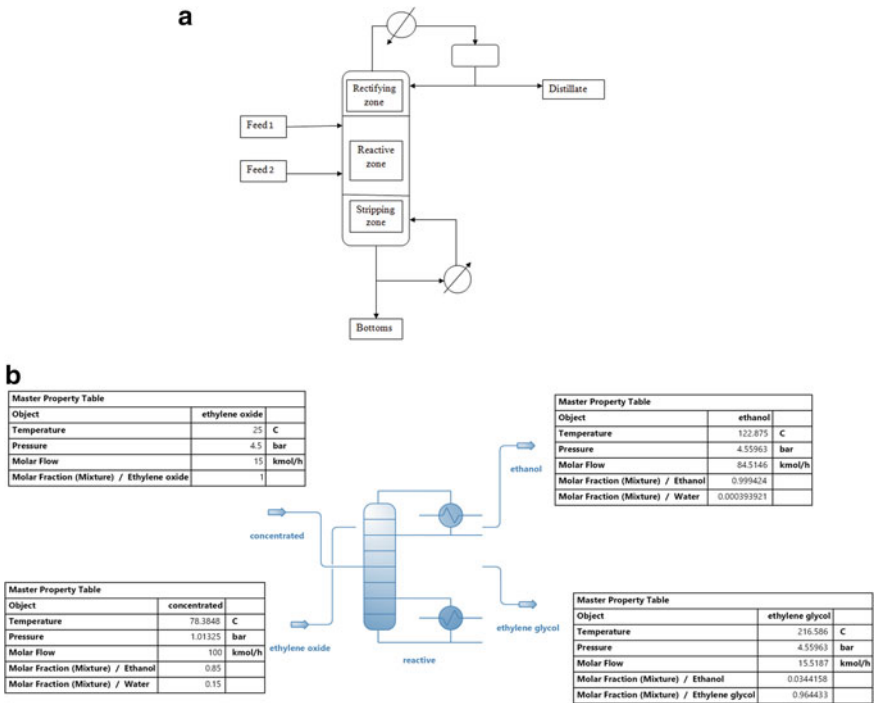 a
Rectifying
zone
Distillate
Feed 1
Reactive
zone
Feed 2
Stripping
zone
Bottoms
b
Master Property Table
Object ethylene oxide
Temperature 25 C
Pressure 4.5 bar
Molar Flow 15 kmol/h
Molar Fraction (Mixture) / Ethylene oxide 1
Master Property Table
Object ethanol
Temperature 122.875 C
Pressure 4.55963 bar
Molar Flow 84.5146 kmol/h
Molar Fraction (Mixture) / Ethanol 0.999424
Molar Fraction (Mixture) / Water 0.000393921
ethanol
concentrated
Master Property Table
Object concentrated
Temperature 78.3848 C
Pressure 1.01325 bar
Molar Flow 100 kmol/h
Molar Fraction (Mixture) / Ethanol 0.85
Molar Fraction (Mixture) / Water 0.15
ethylene oxide
reactive
ethylene glycol
Master Property Table
Object ethylene glycol
Temperature 216.586 C
Pressure 4.55963 bar
Molar Flow 15.5187 kmol/h
Molar Fraction (Mixture) / Ethanol 0.0344158
Molar Fraction (Mixture) / Ethylene glycol 0.964433